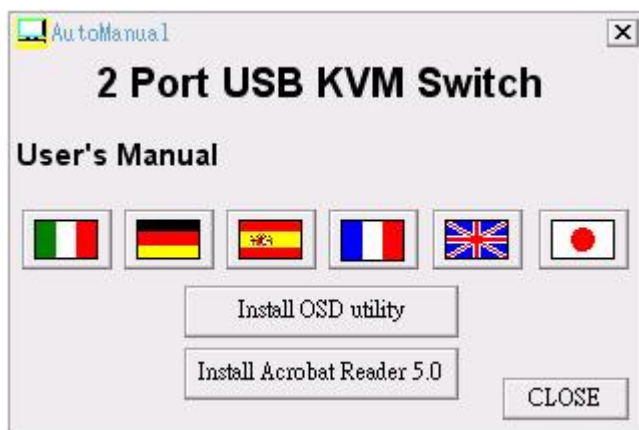 AutoManual
2 Port USB KVM Switch
User's Manual
Install OSD utility
Install Acrobat Reader 5.0
CLOSE